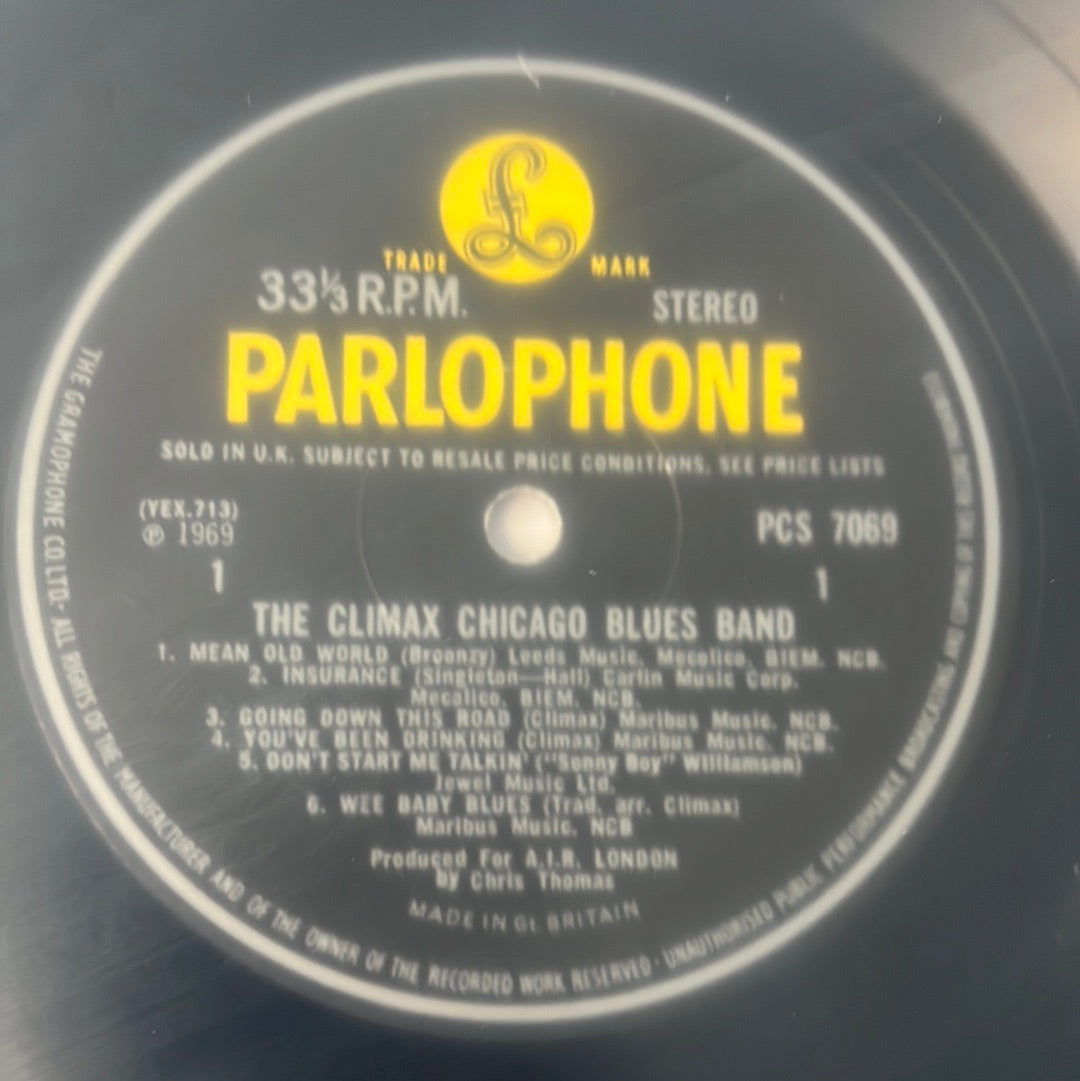 £
TRADE MARK
33⅓ R.P.M. STEREO
PARLOPHONE
SOLD IN U.K. SUBJECT TO RESALE PRICE CONDITIONS, SEE PRICE LISTS
(YEX.713) PCS 7069
℗ 1969
1 1
THE CLIMAX CHICAGO BLUES BAND
1. MEAN OLD WORLD (Broonzy) Leeds Music, Mecolico, BIEM, NCB.
2. INSURANCE (Singleton—Hall) Carlin Music Corp.
Mecolico, BIEM, NCB.
3. GOING DOWN THIS ROAD (Climax) Maribus Music, NCB.
4. YOU'VE BEEN DRINKING (Climax) Maribus Music, NCB.
5. DON'T START ME TALKIN' ("Sonny Boy" Williamson)
Jewel Music Ltd.
6. WEE BABY BLUES (Trad. arr. Climax)
Maribus Music, NCB
Produced For A.I.R. LONDON
by Chris Thomas
MADE IN Gt. BRITAIN
THE GRAMOPHONE CO. LTD. · ALL RIGHTS OF THE MANUFACTURER AND OF THE OWNER OF THE RECORDED WORK RESERVED · UNAUTHORISED PUBLIC PERFORMANCE BROADCASTING AND COPYING OF THIS RECORD PROHIBITED